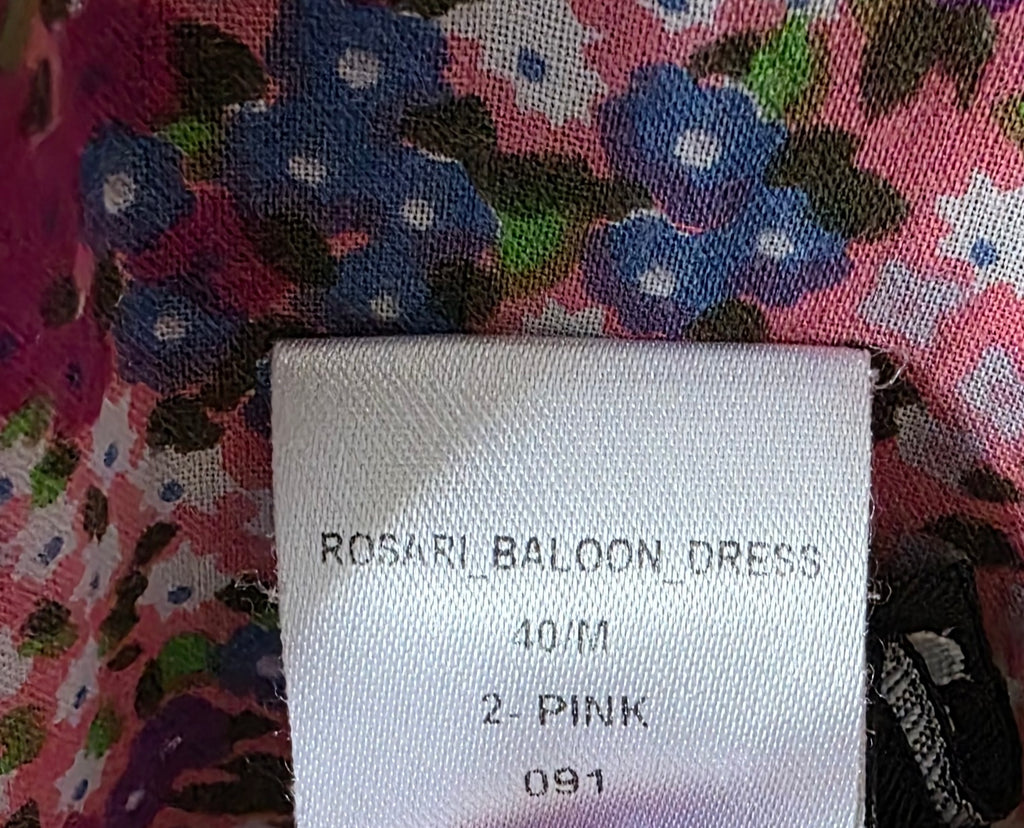 ROSARI_BALOON_DRESS
40/M
2- PINK
091